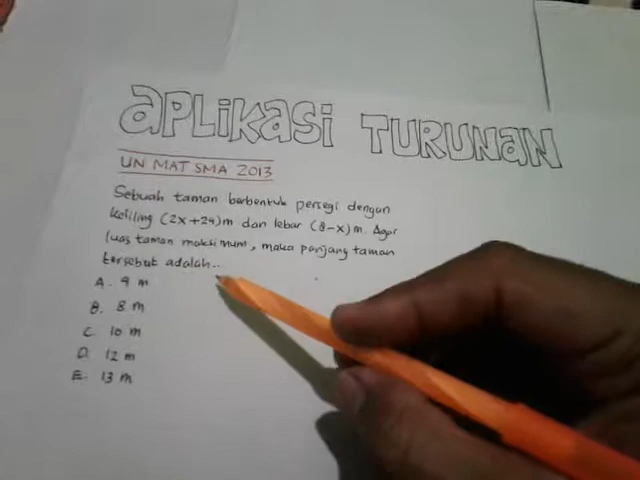 APLIKASI TURUNAN
UN MAT SMA 2013
Sebuah taman berbentuk persegi dengan
keliling (2x+24)m dan lebar (8-x)m. Agar
luas taman maksimum, maka panjang taman
tersebut adalah...
A. 4 m
B. 8 m
C. 10 m
D. 12 m
E. 13 m